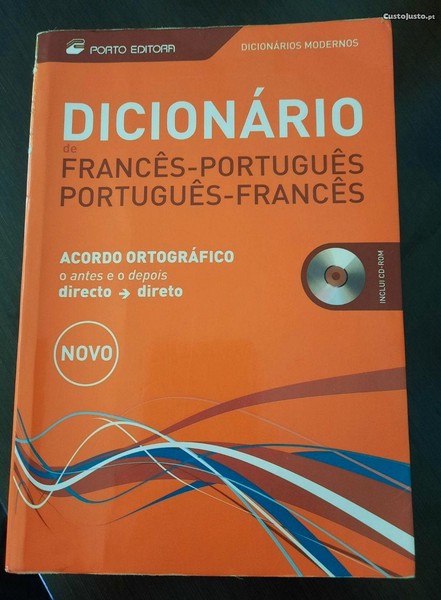 CustoJusto.pt
PORTO EDITORA
DICIONÁRIOS MODERNOS
DICIONÁRIO
de
FRANCÊS-PORTUGUÊS
PORTUGUÊS-FRANCÊS
ACORDO ORTOGRÁFICO
o antes e o depois
directo → direto
INCLUI CD-ROM
NOVO